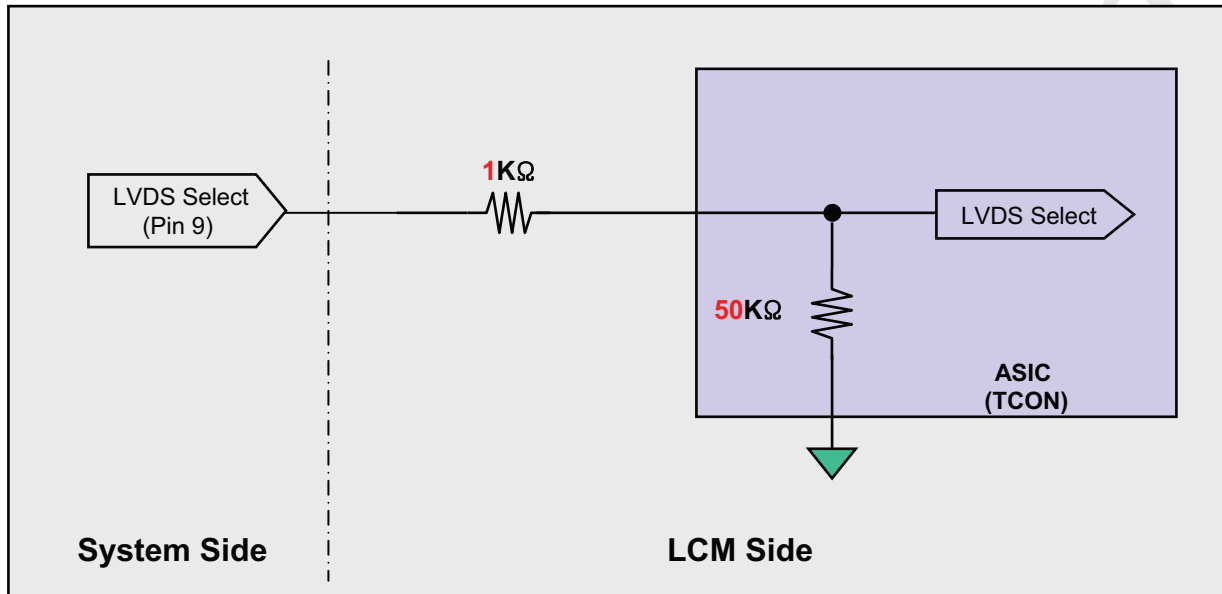 1KΩ
LVDS Select
(Pin 9)
LVDS Select
50KΩ
ASIC
(TCON)
System Side
LCM Side